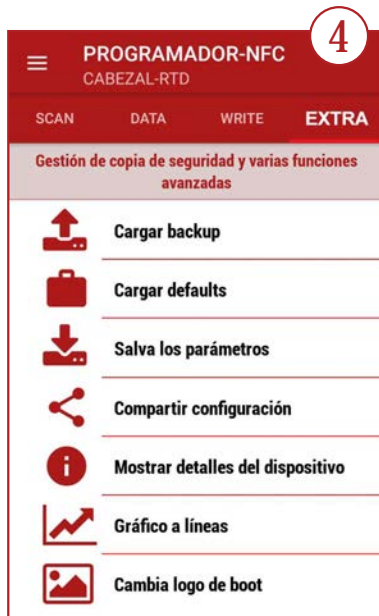 4
PROGRAMADOR-NFC
CABEZAL-RTD
SCAN DATA WRITE EXTRA
Gestión de copia de seguridad y varias funciones
avanzadas
Cargar backup
Cargar defaults
Salva los parámetros
Compartir configuración
Mostrar detalles del dispositivo
Gráfico a líneas
Cambia logo de boot